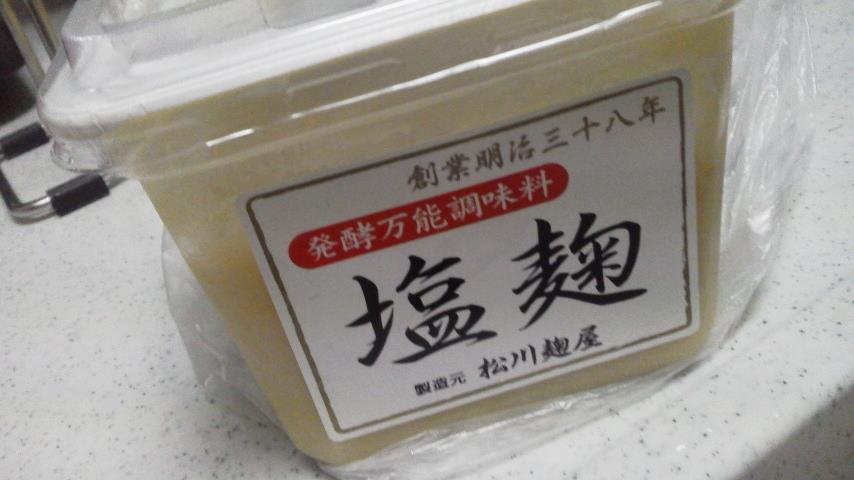 創業明治三十八年
発酵万能調味料
塩麹
製造元 松川麹屋